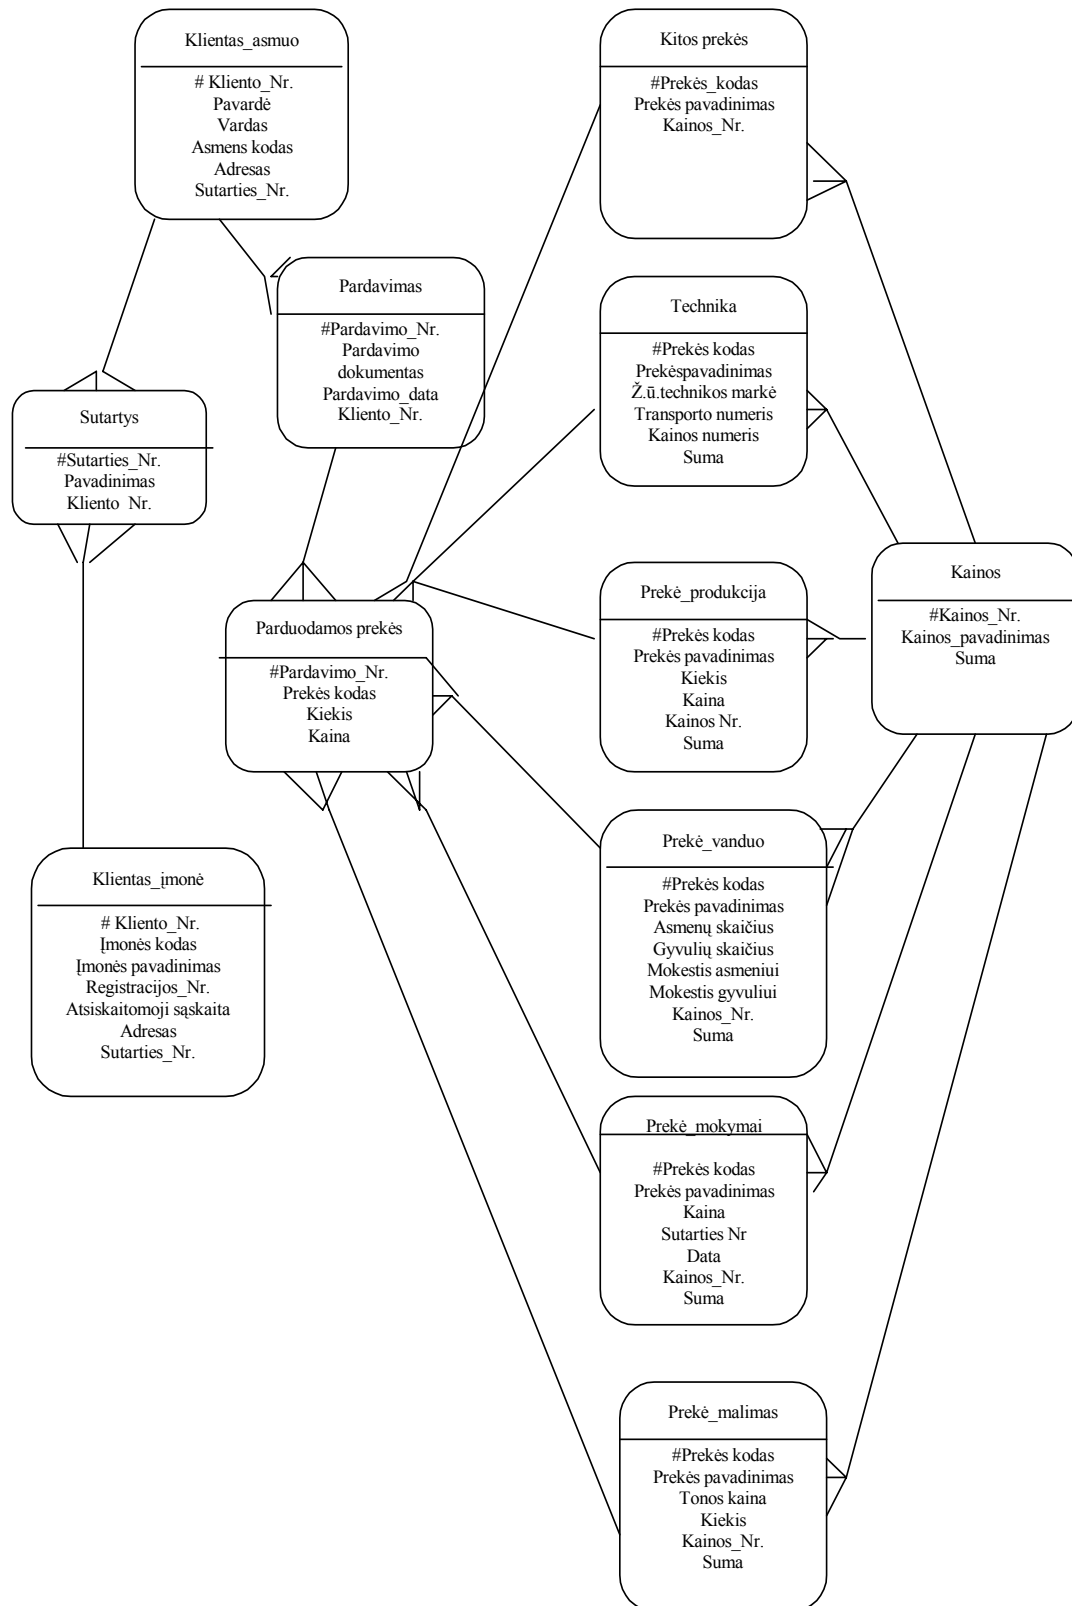 Klientas_asmuo
# Kliento_Nr.
Pavardė
Vardas
Asmens kodas
Adresas
Sutarties_Nr.
Kitos prekės
#Prekės_kodas
Prekės pavadinimas
Kainos_Nr.
Pardavimas
#Pardavimo_Nr.
Pardavimo
dokumentas
Pardavimo_data
Kliento_Nr.
Technika
#Prekės kodas
Prekėspavadinimas
Ž.ū.technikos markė
Transporto numeris
Kainos numeris
Suma
Sutartys
#Sutarties_Nr.
Pavadinimas
Kliento_Nr.
Kainos
#Kainos_Nr.
Kainos_pavadinimas
Suma
Prekė_produkcija
#Prekės kodas
Prekės pavadinimas
Kiekis
Kaina
Kainos Nr.
Suma
Parduodamos prekės
#Pardavimo_Nr.
Prekės kodas
Kiekis
Kaina
Prekė_vanduo
#Prekės kodas
Prekės pavadinimas
Asmenų skaičius
Gyvulių skaičius
Mokestis asmeniui
Mokestis gyvuliui
Kainos_Nr.
Suma
Klientas_įmonė
# Kliento_Nr.
Įmonės kodas
Įmonės pavadinimas
Registracijos_Nr.
Atsiskaitomoji sąskaita
Adresas
Sutarties_Nr.
Prekė_mokymai
#Prekės kodas
Prekės pavadinimas
Kaina
Sutarties Nr
Data
Kainos_Nr.
Suma
Prekė_malimas
#Prekės kodas
Prekės pavadinimas
Tonos kaina
Kiekis
Kainos_Nr.
Suma